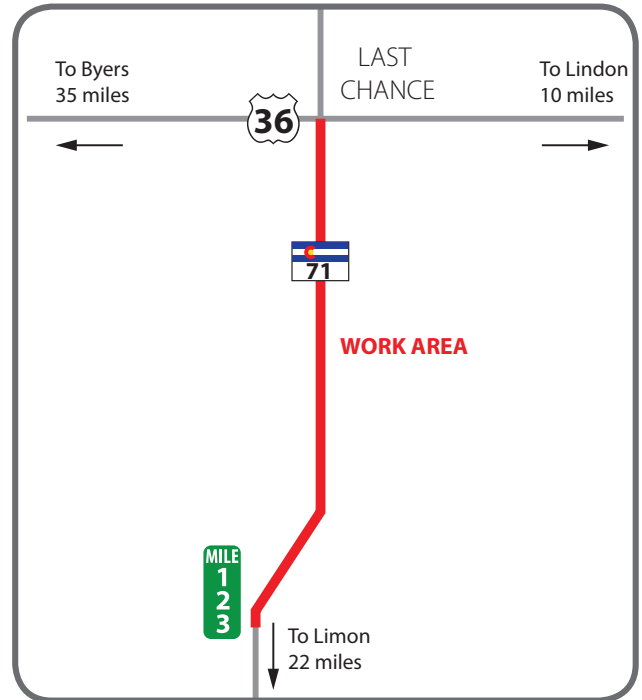 To Byers
35 miles
LAST
CHANCE
To Lindon
10 miles
36
71
WORK AREA
MILE
1
2
3
To Limon
22 miles